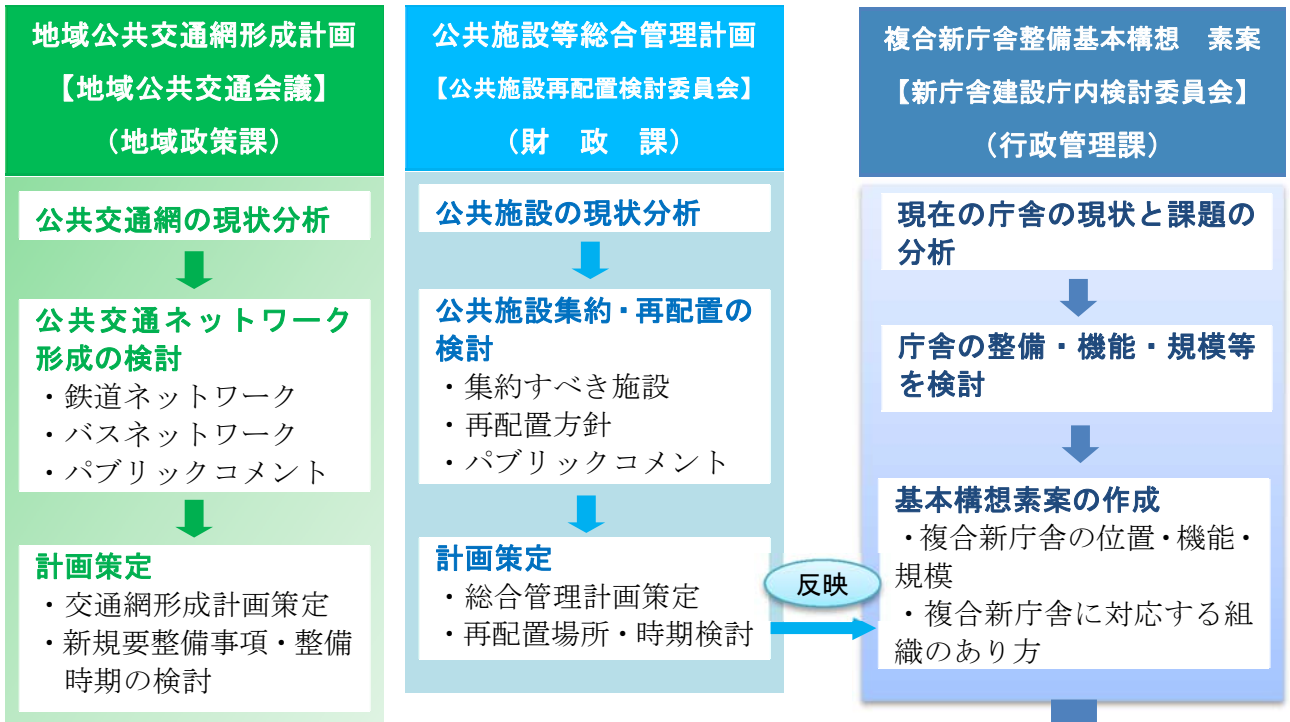 地域公共交通網形成計画
【地域公共交通会議】
（地域政策課）
公共交通網の現状分析
公共交通ネットワーク
形成の検討
・鉄道ネットワーク
・バスネットワーク
・パブリックコメント
計画策定
・交通網形成計画策定
・新規要整備事項・整備
時期の検討
公共施設等総合管理計画
【公共施設再配置検討委員会】
（財　政　課）
公共施設の現状分析
公共施設集約・再配置の
検討
・集約すべき施設
・再配置方針
・パブリックコメント
計画策定
・総合管理計画策定
・再配置場所・時期検討
反映
複合新庁舎整備基本構想　素案
【新庁舎建設庁内検討委員会】
（行政管理課）
現在の庁舎の現状と課題の
分析
庁舎の整備・機能・規模等
を検討
基本構想素案の作成
・複合新庁舎の位置・機能・
規模
・複合新庁舎に対応する組
織のあり方